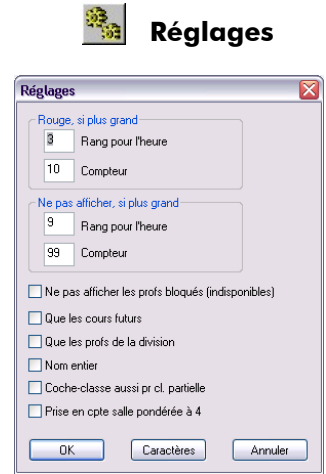 Réglages
Réglages
Rouge, si plus grand
3 Rang pour l'heure
10 Compteur
Ne pas afficher, si plus grand
9 Rang pour l'heure
99 Compteur
Ne pas afficher les profs bloqués (indisponibles)
Que les cours futurs
Que les profs de la division
Nom entier
Coche-classe aussi pr cl. partielle
Prise en cpte salle pondérée à 4
OK Caractères Annuler